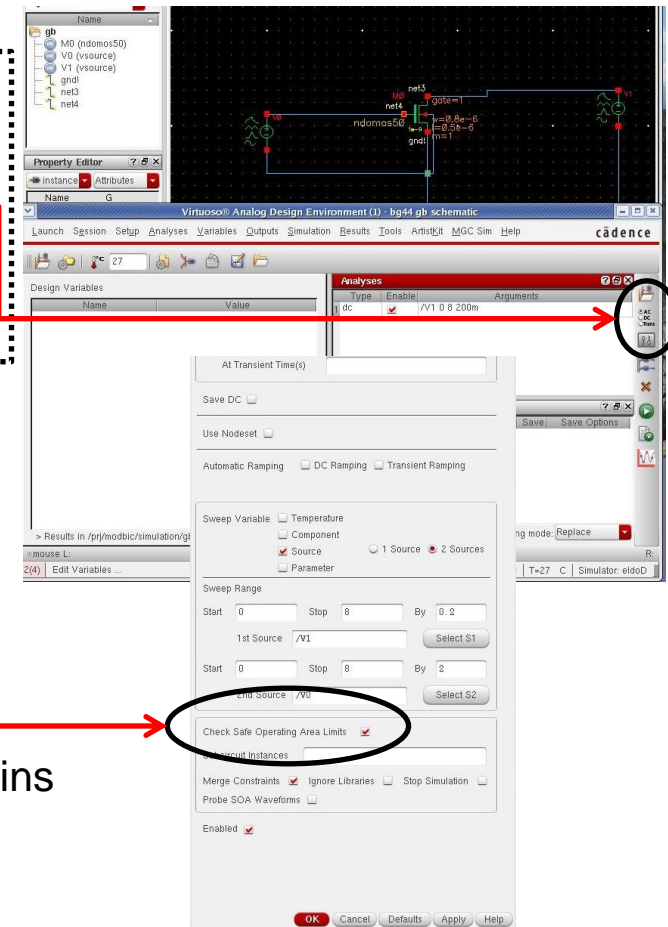 Name
gb
M0 (ndomos50)
V0 (vsource)
V1 (vsource)
gnd!
net3
net4
net3
M0
gate=1
net4
ndomos50
w=0.8e-6
l=0.5e-6
m=1
gnd!
V0
V1
Property Editor
instance Attributes
Name G
Virtuoso® Analog Design Environment (1) - bg44 gb schematic
Launch Session Setup Analyses Variables Outputs Simulation Results Tools ArtistKit MGC Sim Help
cādence
°C 27
Design Variables
Name Value
Analyses
Type Enable Arguments
1 dc /V1 0 8 200m
AC
DC
Trans
At Transient Time(s)
Save DC
Use Nodeset
Automatic Ramping DC Ramping Transient Ramping
Save Save Options
Sweep Variable Temperature
Component
Source 1 Source 2 Sources
Parameter
> Results in /prj/modbic/simulation/g
ng mode: Replace
mouse L:
R:
2(4) Edit Variables ...
T=27 C Simulator: eldoD
Sweep Range
Start 0 Stop 8 By 0.2
1st Source /V1 Select S1
Start 0 Stop 8 By 2
2nd Source /V0 Select S2
Check Safe Operating Area Limits
Subcircuit Instances
ins
Merge Constraints Ignore Libraries Stop Simulation
Probe SOA Waveforms
Enabled
OK Cancel Defaults Apply Help